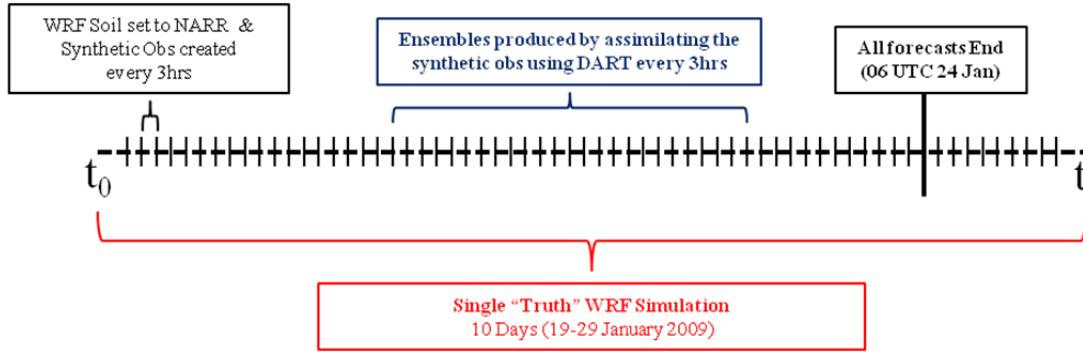 WRF Soil set to NARR &
Synthetic Obs created
every 3hrs
Ensembles produced by assimilating the
synthetic obs using DART every 3hrs
All forecasts End
(06 UTC 24 Jan)
t0
t
Single “Truth” WRF Simulation
10 Days (19-29 January 2009)